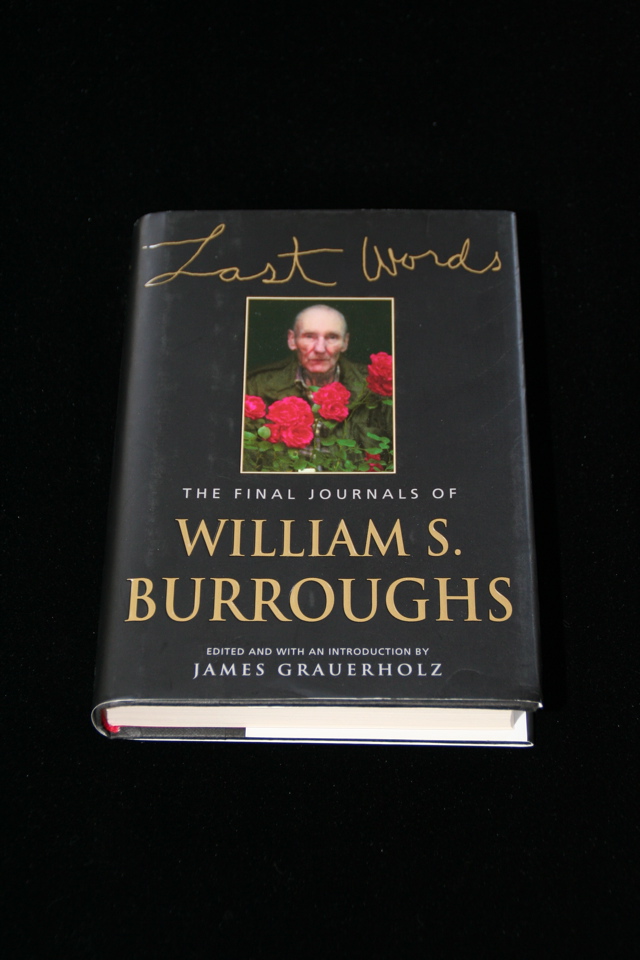 Last Words
THE FINAL JOURNALS OF
WILLIAM S.
BURROUGHS
EDITED AND WITH AN INTRODUCTION BY
JAMES GRAUERHOLZ